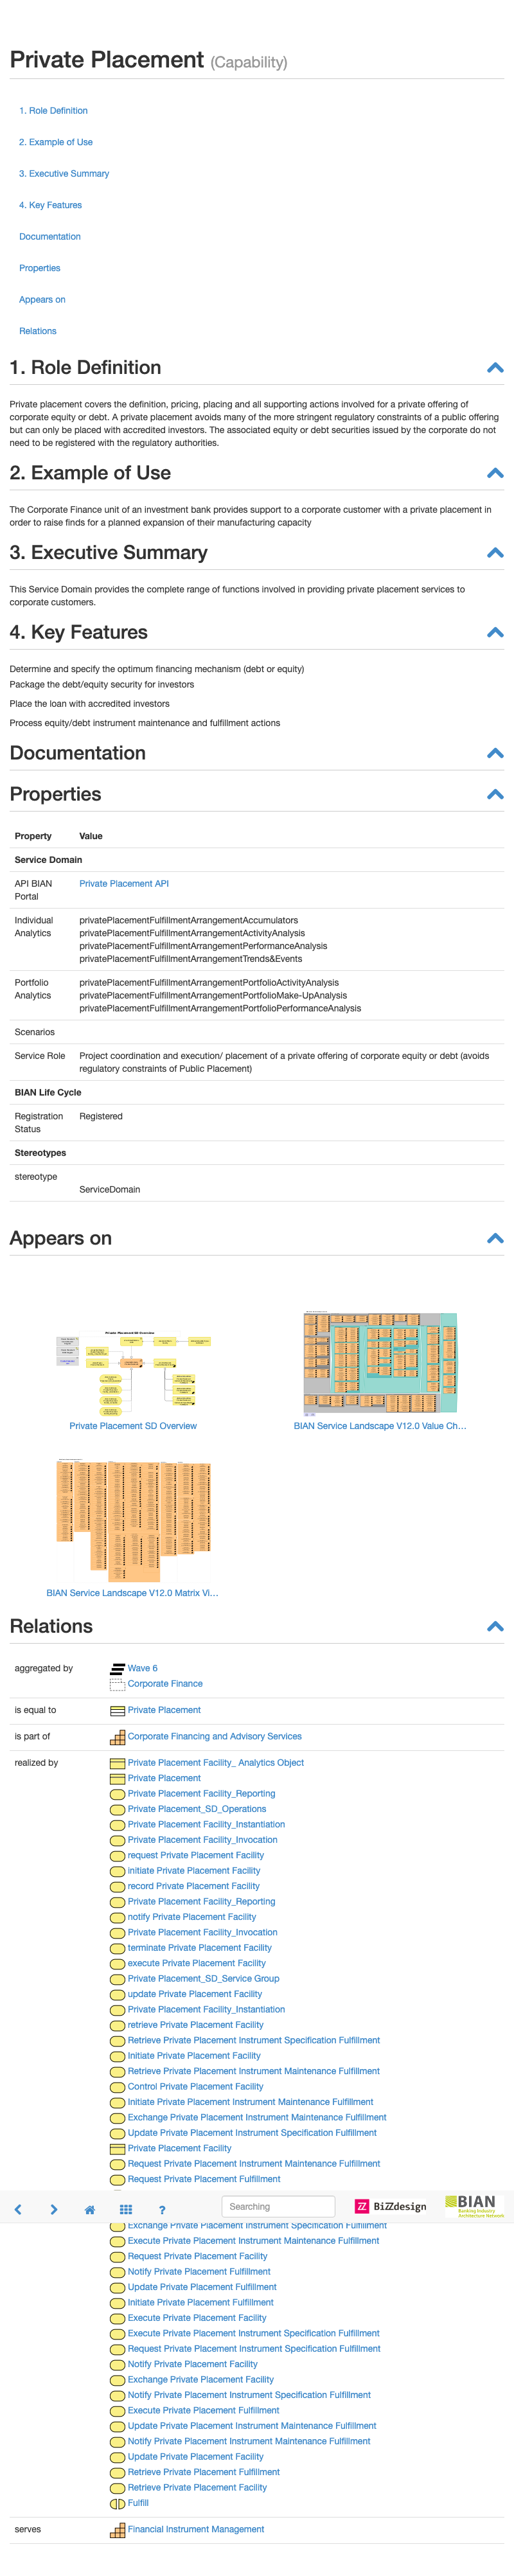 Private Placement (Capability)
1. Role Definition
2. Example of Use
3. Executive Summary
4. Key Features
Documentation
Properties
Appears on
Relations
1. Role Definition
Private placement covers the definition, pricing, placing and all supporting actions involved for a private offering of
corporate equity or debt. A private placement avoids many of the more stringent regulatory constraints of a public offering
but can only be placed with accredited investors. The associated equity or debt securities issued by the corporate do not
need to be registered with the regulatory authorities.
2. Example of Use
The Corporate Finance unit of an investment bank provides support to a corporate customer with a private placement in
order to raise finds for a planned expansion of their manufacturing capacity
3. Executive Summary
This Service Domain provides the complete range of functions involved in providing private placement services to
corporate customers.
4. Key Features
Determine and specify the optimum financing mechanism (debt or equity)
Package the debt/equity security for investors
Place the loan with accredited investors
Process equity/debt instrument maintenance and fulfillment actions
Documentation
Properties
Property Value
Service Domain
API BIAN Private Placement API
Portal
Individual privatePlacementFulfillmentArrangementAccumulators
Analytics privatePlacementFulfillmentArrangementActivityAnalysis
privatePlacementFulfillmentArrangementPerformanceAnalysis
privatePlacementFulfillmentArrangementTrends&Events
Portfolio privatePlacementFulfillmentArrangementPortfolioActivityAnalysis
Analytics privatePlacementFulfillmentArrangementPortfolioMake-UpAnalysis
privatePlacementFulfillmentArrangementPortfolioPerformanceAnalysis
Scenarios
Service Role Project coordination and execution/ placement of a private offering of corporate equity or debt (avoids
regulatory constraints of Public Placement)
BIAN Life Cycle
Registration Registered
Status
Stereotypes
stereotype
ServiceDomain
Appears on
Private Placement SD Overview
Private Placement SD Overview
BIAN Service Landscape V12.0 Value Ch...
BIAN Service Landscape V12.0 Matrix Vi...
Relations
aggregated by Wave 6
Corporate Finance
is equal to Private Placement
is part of Corporate Financing and Advisory Services
realized by Private Placement Facility_ Analytics Object
Private Placement
Private Placement Facility_Reporting
Private Placement_SD_Operations
Private Placement Facility_Instantiation
Private Placement Facility_Invocation
request Private Placement Facility
initiate Private Placement Facility
record Private Placement Facility
Private Placement Facility_Reporting
notify Private Placement Facility
Private Placement Facility_Invocation
terminate Private Placement Facility
execute Private Placement Facility
Private Placement_SD_Service Group
update Private Placement Facility
Private Placement Facility_Instantiation
retrieve Private Placement Facility
Retrieve Private Placement Instrument Specification Fulfillment
Initiate Private Placement Facility
Retrieve Private Placement Instrument Maintenance Fulfillment
Control Private Placement Facility
Initiate Private Placement Instrument Maintenance Fulfillment
Exchange Private Placement Instrument Maintenance Fulfillment
Update Private Placement Instrument Specification Fulfillment
Private Placement Facility
Request Private Placement Instrument Maintenance Fulfillment
Request Private Placement Fulfillment
? Searching BiZZdesign BIAN Banking Industry Architecture Network
Exchange Private Placement Instrument Specification Fulfillment
Execute Private Placement Instrument Maintenance Fulfillment
Request Private Placement Facility
Notify Private Placement Fulfillment
Update Private Placement Fulfillment
Initiate Private Placement Fulfillment
Execute Private Placement Facility
Execute Private Placement Instrument Specification Fulfillment
Request Private Placement Instrument Specification Fulfillment
Notify Private Placement Facility
Exchange Private Placement Facility
Notify Private Placement Instrument Specification Fulfillment
Execute Private Placement Fulfillment
Update Private Placement Instrument Maintenance Fulfillment
Notify Private Placement Instrument Maintenance Fulfillment
Update Private Placement Facility
Retrieve Private Placement Fulfillment
Retrieve Private Placement Facility
Fulfill
serves Financial Instrument Management